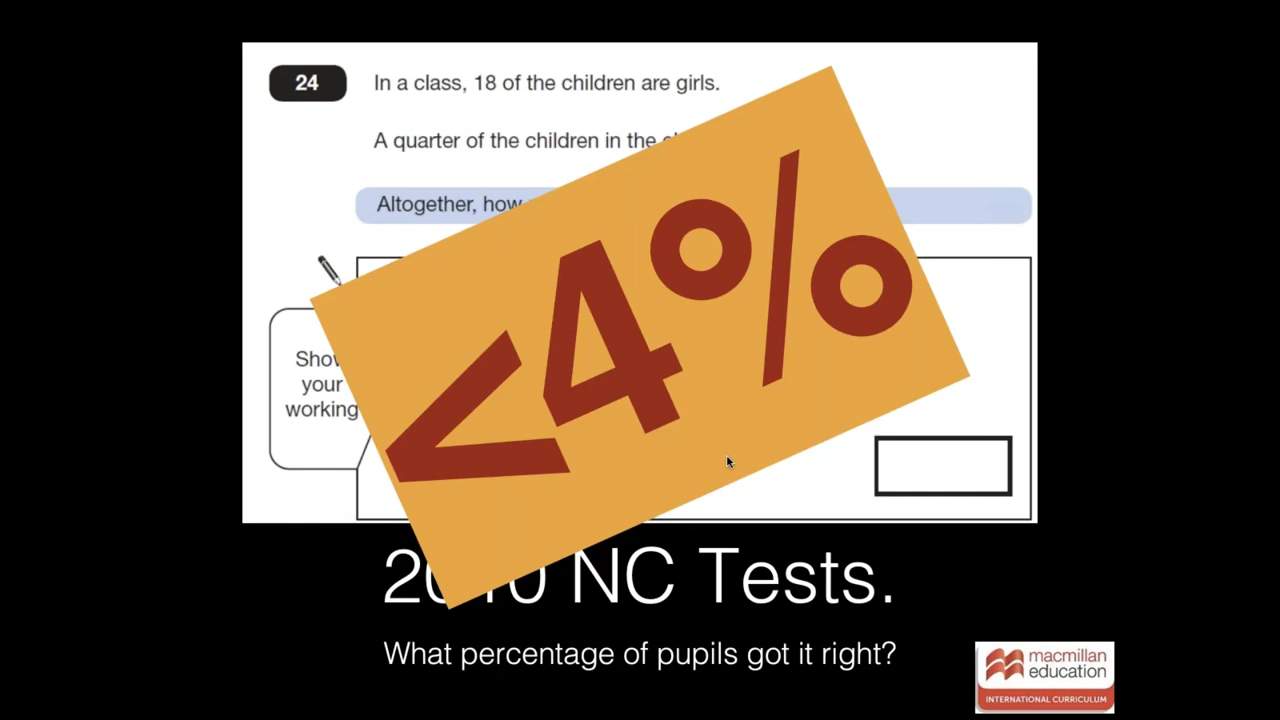 24
In a class, 18 of the children are girls.
A quarter of the children in the
Altogether, how
<4%
Show
your
working
2010 NC Tests.
What percentage of pupils got it right?
macmillan
education
INTERNATIONAL CURRICULUM